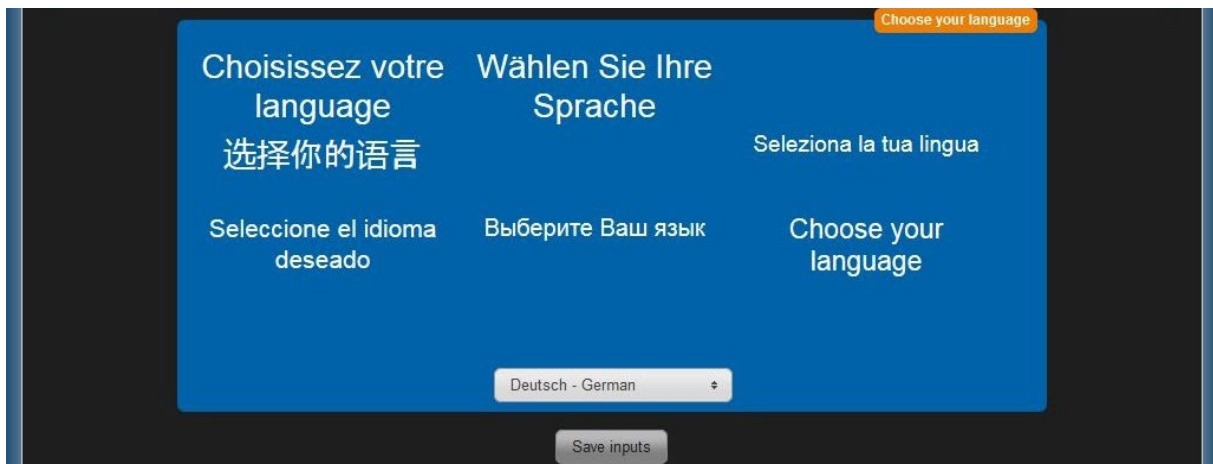 Choose your language
Choisissez votre
language
选择你的语言
Wählen Sie Ihre
Sprache
Seleziona la tua lingua
Seleccione el idioma
deseado
Выберите Ваш язык
Choose your
language
Deutsch - German
Save inputs